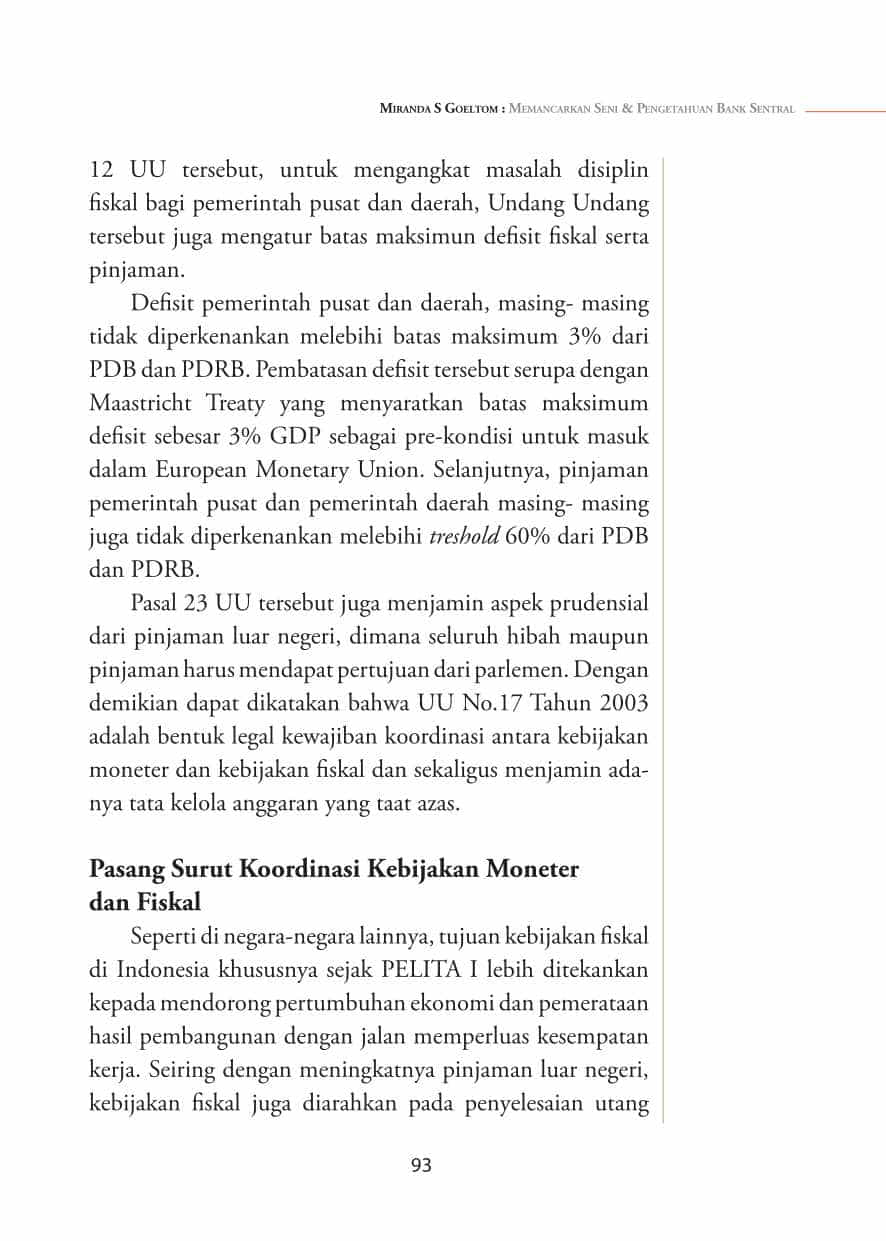 Miranda S Goeltom : Memancarkan Seni & Pengetahuan Bank Sentral
12 UU tersebut, untuk mengangkat masalah disiplin
fiskal bagi pemerintah pusat dan daerah, Undang Undang
tersebut juga mengatur batas maksimun defisit fiskal serta
pinjaman.
Defisit pemerintah pusat dan daerah, masing- masing
tidak diperkenankan melebihi batas maksimum 3% dari
PDB dan PDRB. Pembatasan defisit tersebut serupa dengan
Maastricht Treaty yang menyaratkan batas maksimum
defisit sebesar 3% GDP sebagai pre-kondisi untuk masuk
dalam European Monetary Union. Selanjutnya, pinjaman
pemerintah pusat dan pemerintah daerah masing- masing
juga tidak diperkenankan melebihi treshold 60% dari PDB
dan PDRB.
Pasal 23 UU tersebut juga menjamin aspek prudensial
dari pinjaman luar negeri, dimana seluruh hibah maupun
pinjaman harus mendapat pertujuan dari parlemen. Dengan
demikian dapat dikatakan bahwa UU No.17 Tahun 2003
adalah bentuk legal kewajiban koordinasi antara kebijakan
moneter dan kebijakan fiskal dan sekaligus menjamin ada-
nya tata kelola anggaran yang taat azas.
Pasang Surut Koordinasi Kebijakan Moneter
dan Fiskal
Seperti di negara-negara lainnya, tujuan kebijakan fiskal
di Indonesia khususnya sejak PELITA I lebih ditekankan
kepada mendorong pertumbuhan ekonomi dan pemerataan
hasil pembangunan dengan jalan memperluas kesempatan
kerja. Seiring dengan meningkatnya pinjaman luar negeri,
kebijakan fiskal juga diarahkan pada penyelesaian utang
93